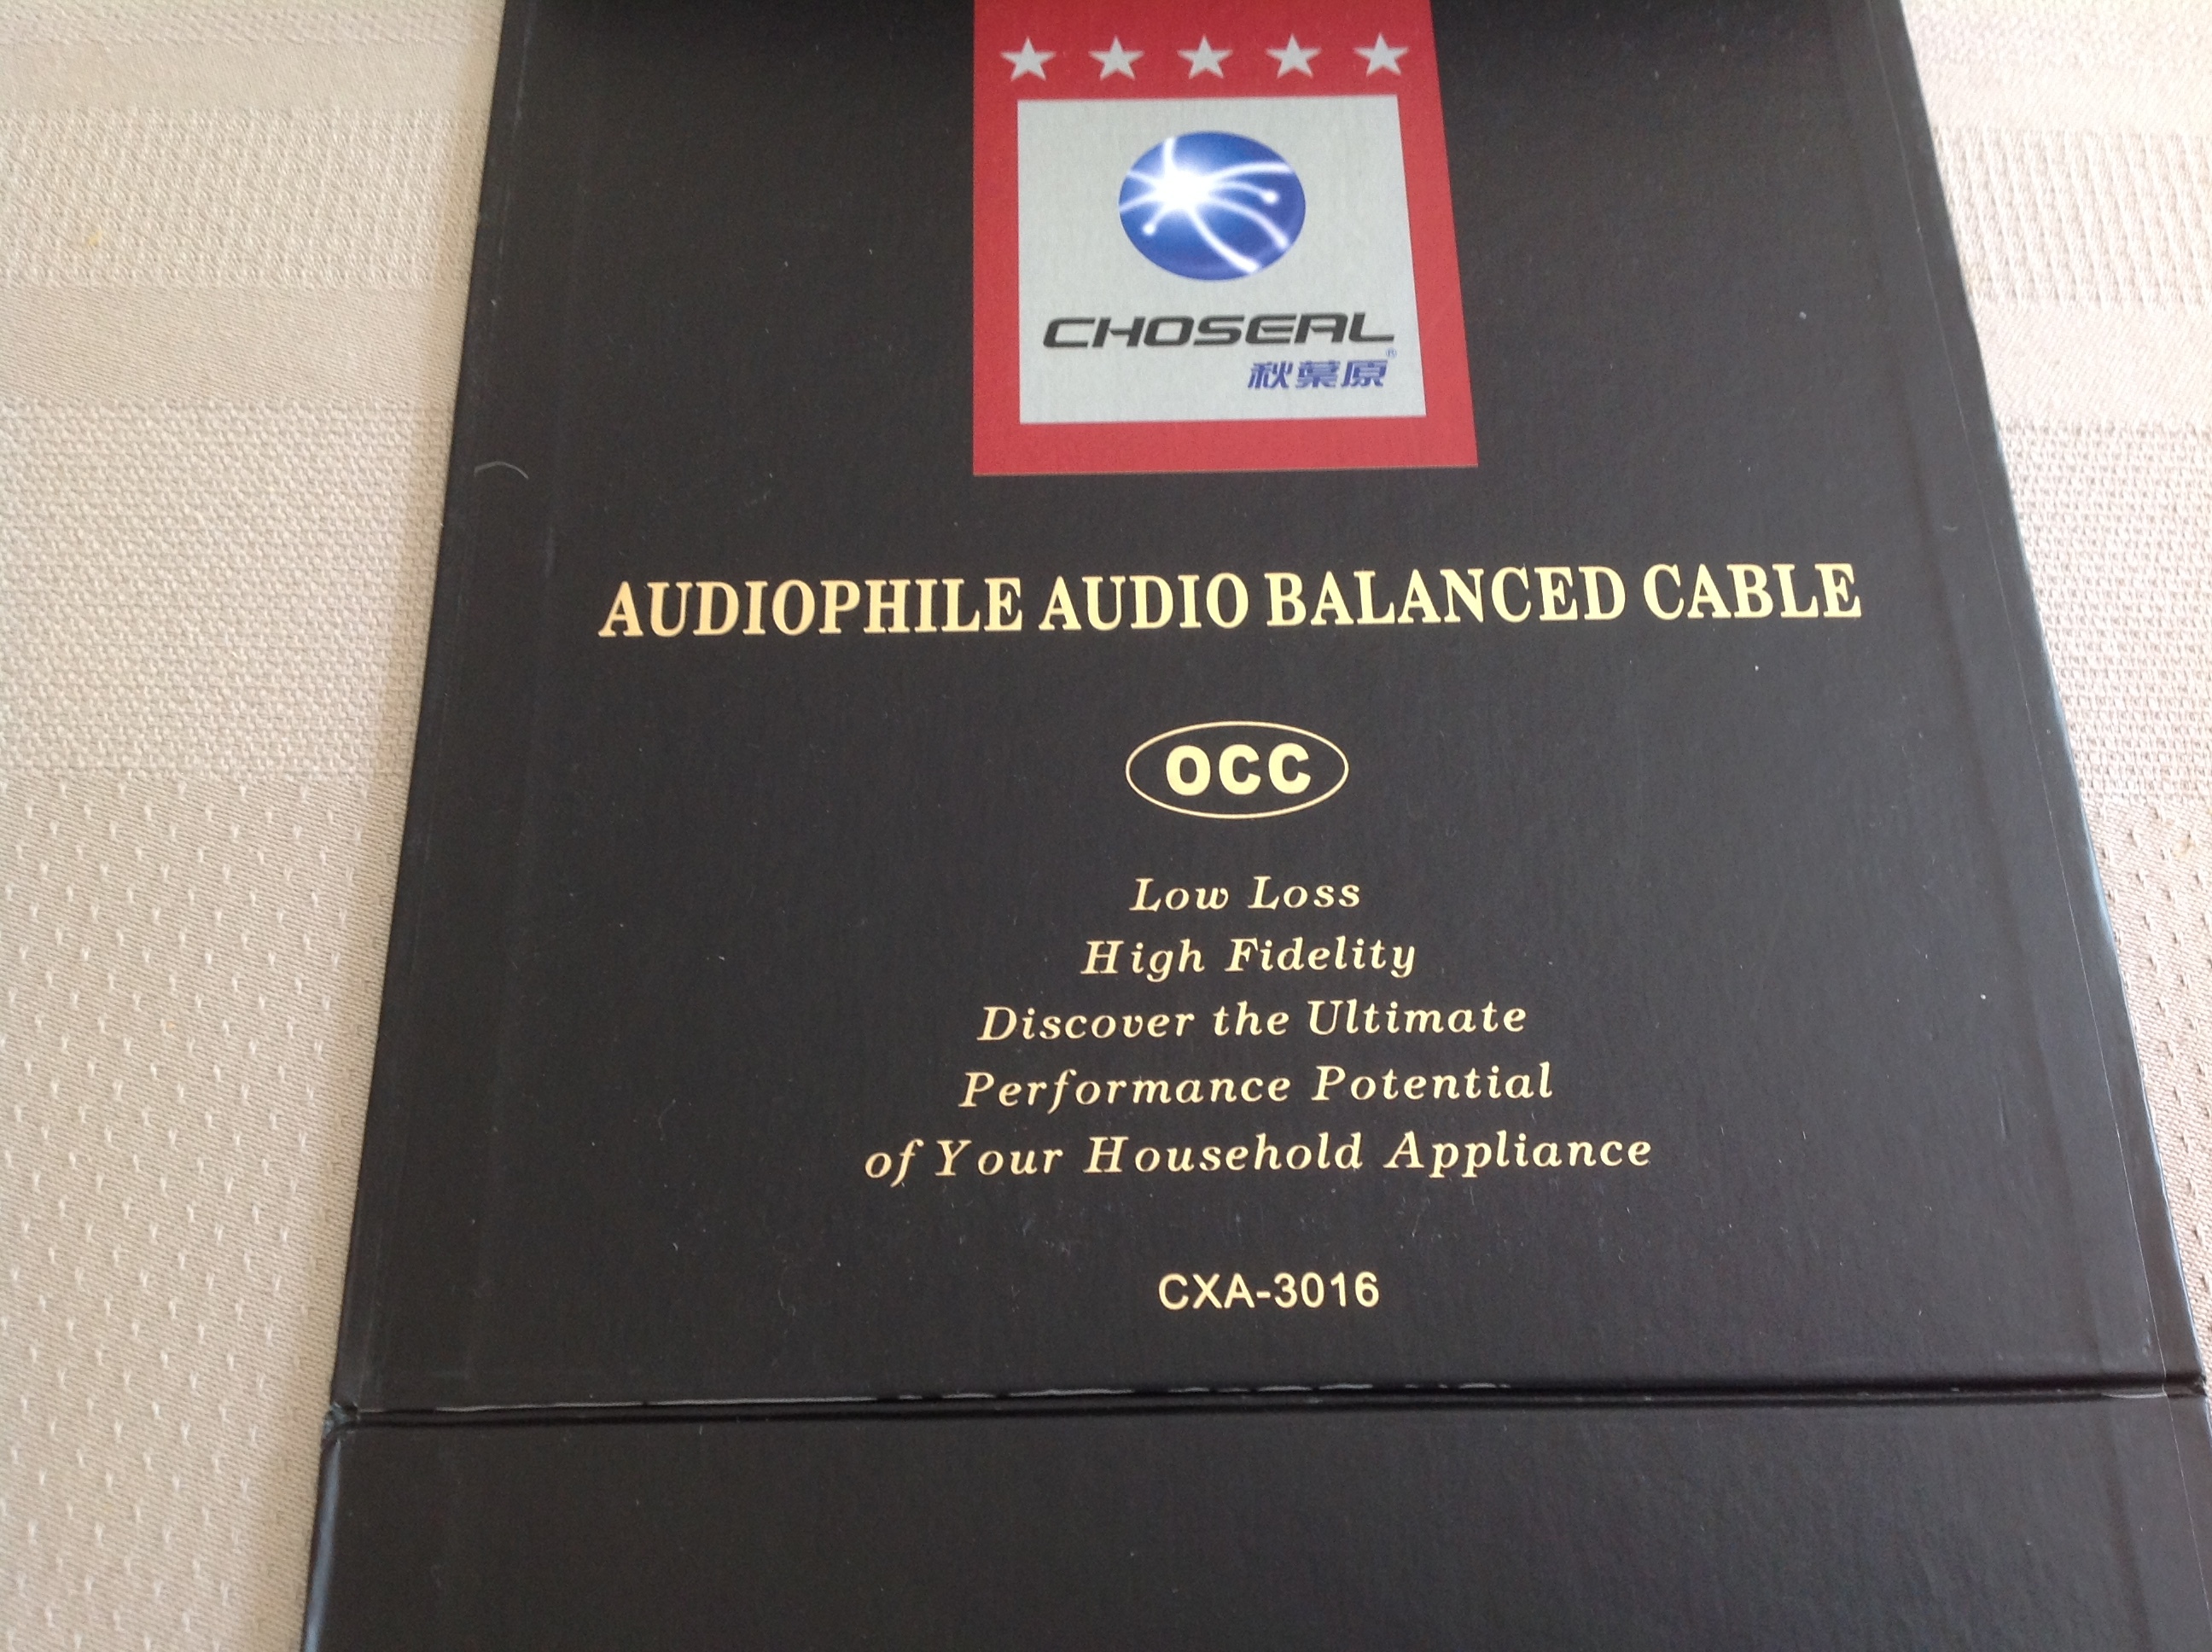 CHOSEAL
秋葉原®
AUDIOPHILE AUDIO BALANCED CABLE
OCC
Low Loss
High Fidelity
Discover the Ultimate
Performance Potential
of Your Household Appliance
CXA-3016